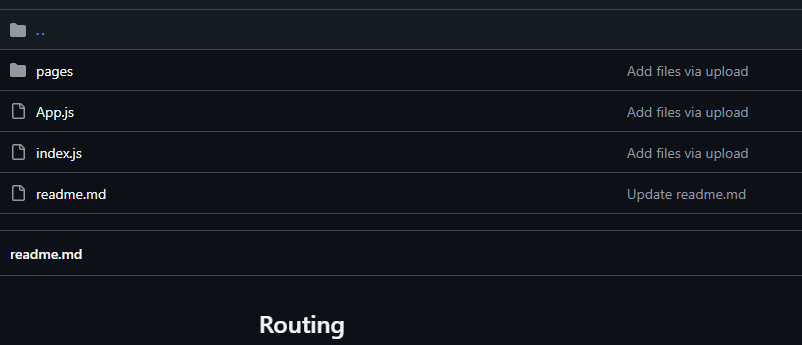 ..
pages Add files via upload
App.js Add files via upload
index.js Add files via upload
readme.md Update readme.md
readme.md
Routing